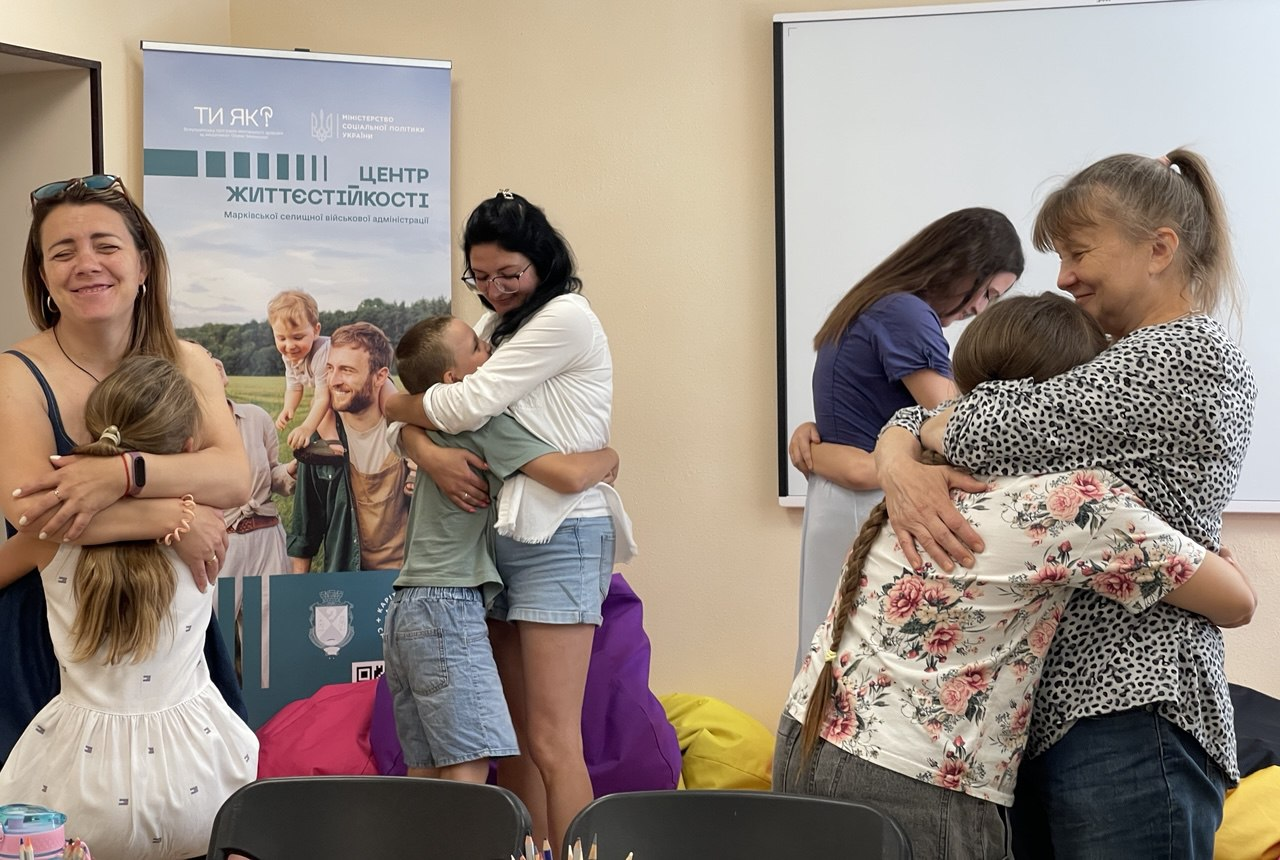 ТИ ЯК?
МІНІСТЕРСТВО
СОЦІАЛЬНОЇ ПОЛІТИКИ
УКРАЇНИ
ЦЕНТР
ЖИТТЄСТІЙКОСТІ
Марківської селищної військової адміністрації